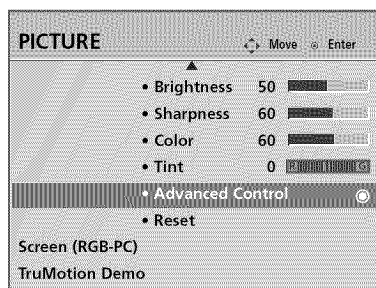 PICTURE Move Enter
• Brightness 50
• Sharpness 60
• Color 60
• Tint 0 R G
• Advanced Control
• Reset
Screen (RGB-PC)
TruMotion Demo